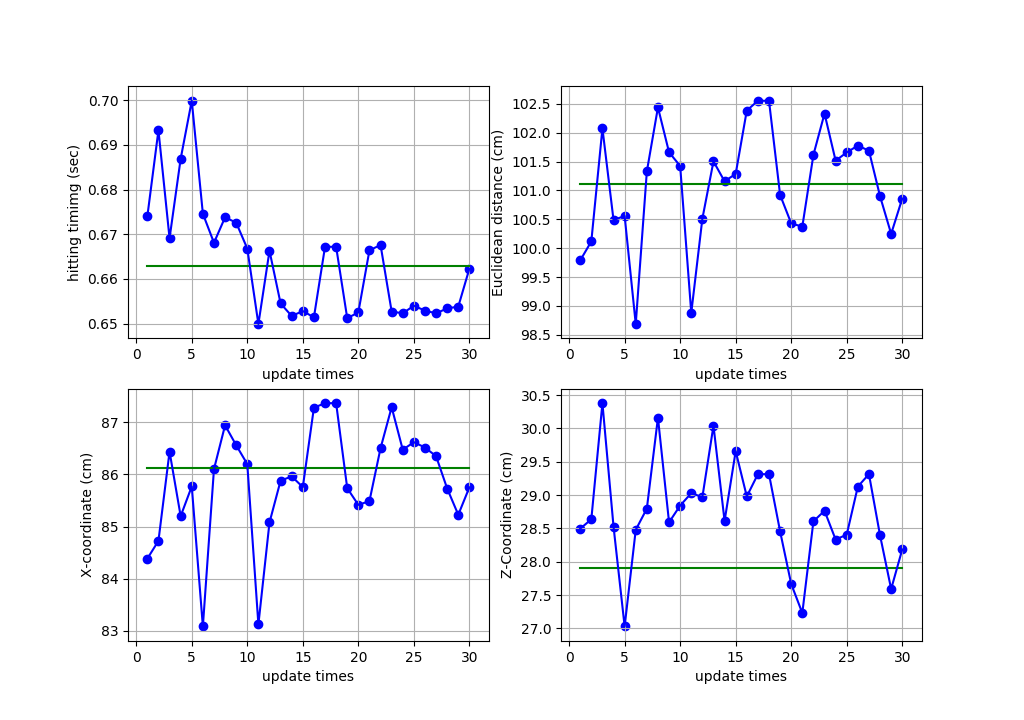 0.70
0.69
0.68
0.67
0.66
0.65
hitting timimg (sec)
0 5 10 15 20 25 30
update times
102.5
102.0
101.5
101.0
100.5
100.0
99.5
99.0
98.5
Euclidean distance (cm)
0 5 10 15 20 25 30
update times
87
86
85
84
83
X-coordinate (cm)
0 5 10 15 20 25 30
update times
30.5
30.0
29.5
29.0
28.5
28.0
27.5
27.0
Z-Coordinate (cm)
0 5 10 15 20 25 30
update times